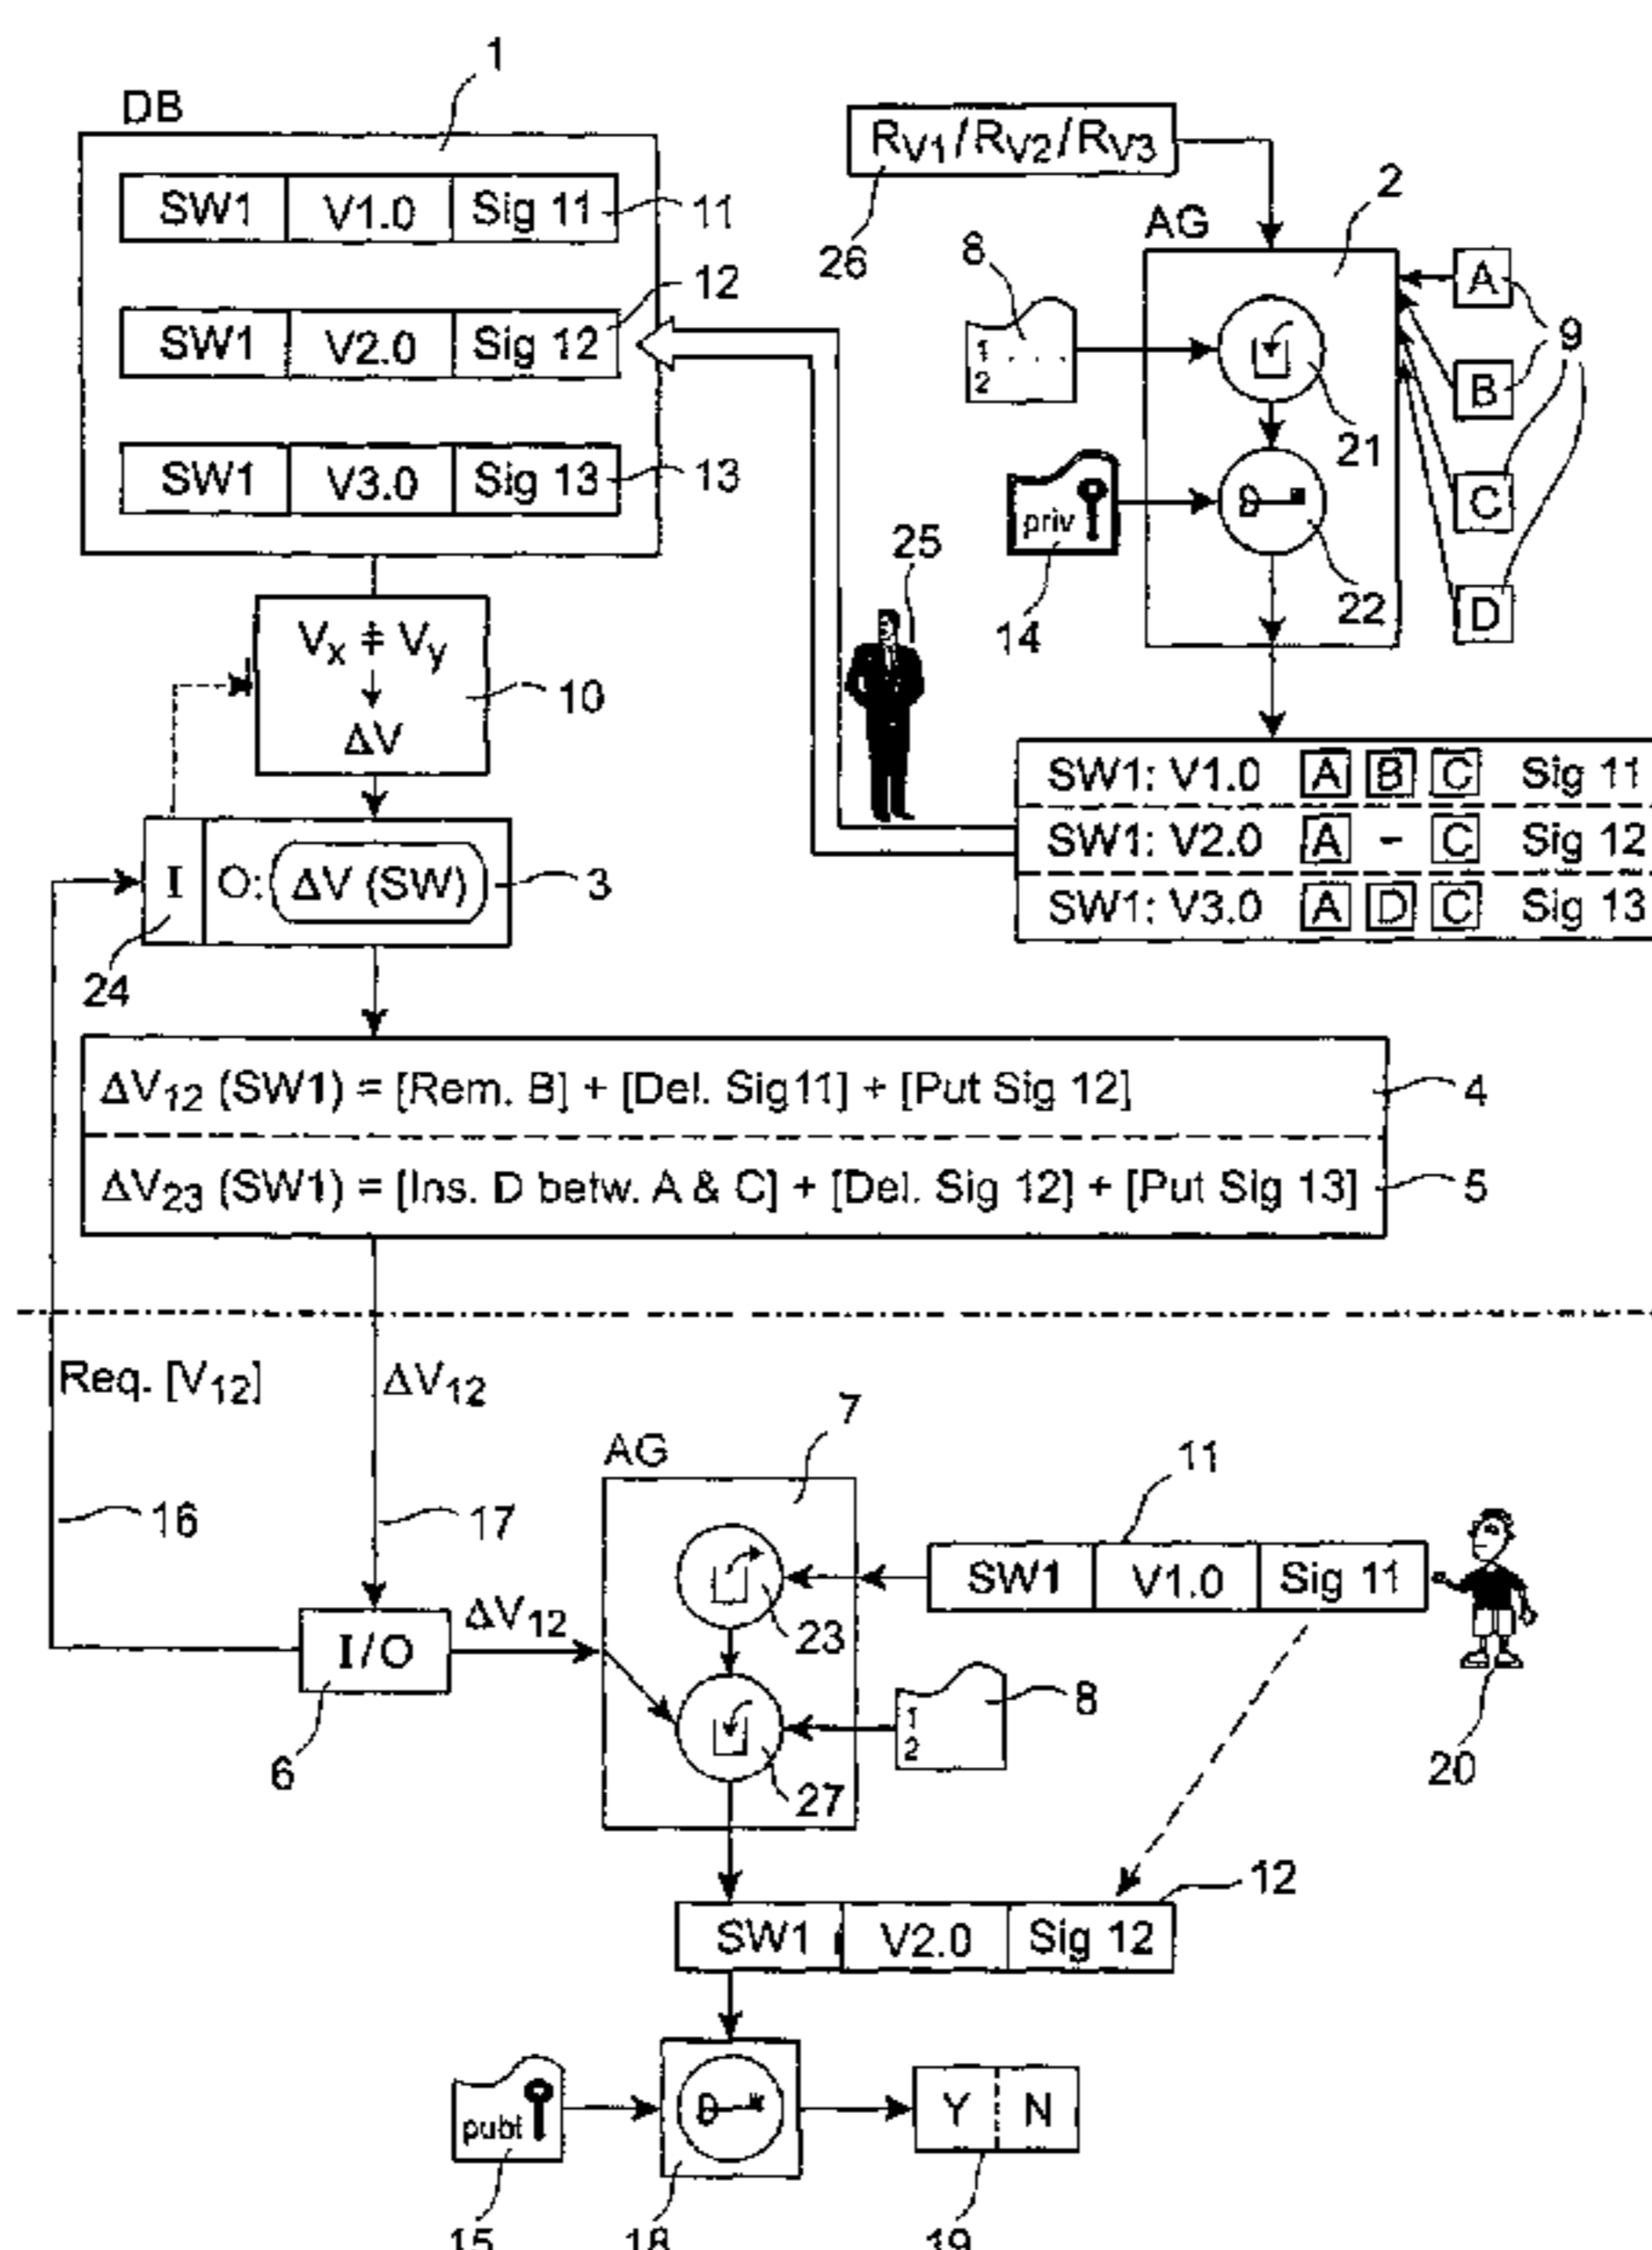 1
DB
SW1 V1.0 Sig 11
11
12
SW1 V2.0 Sig 12
SW1 V3.0 Sig 13
13
RV1/RV2/RV3
26
2
AG
8
1
2
21
A
B
C
D
9
priv
14
22
25
Vx ≠ Vy
ΔV
10
I O: ΔV (SW)
3
24
SW1: V1.0 A B C Sig 11
SW1: V2.0 A - C Sig 12
SW1: V3.0 A D C Sig 13
ΔV12 (SW1) = [Rem. B] + [Del. Sig11] + [Put Sig 12]
4
ΔV23 (SW1) = [Ins. D betw. A & C] + [Del. Sig 12] + [Put Sig 13]
5
Req. [V12]
ΔV12
16
17
7
AG
11
SW1 V1.0 Sig 11
23
20
I/O
ΔV12
6
8
1
2
27
12
SW1 V2.0 Sig 12
publ
15
18
Y N
19